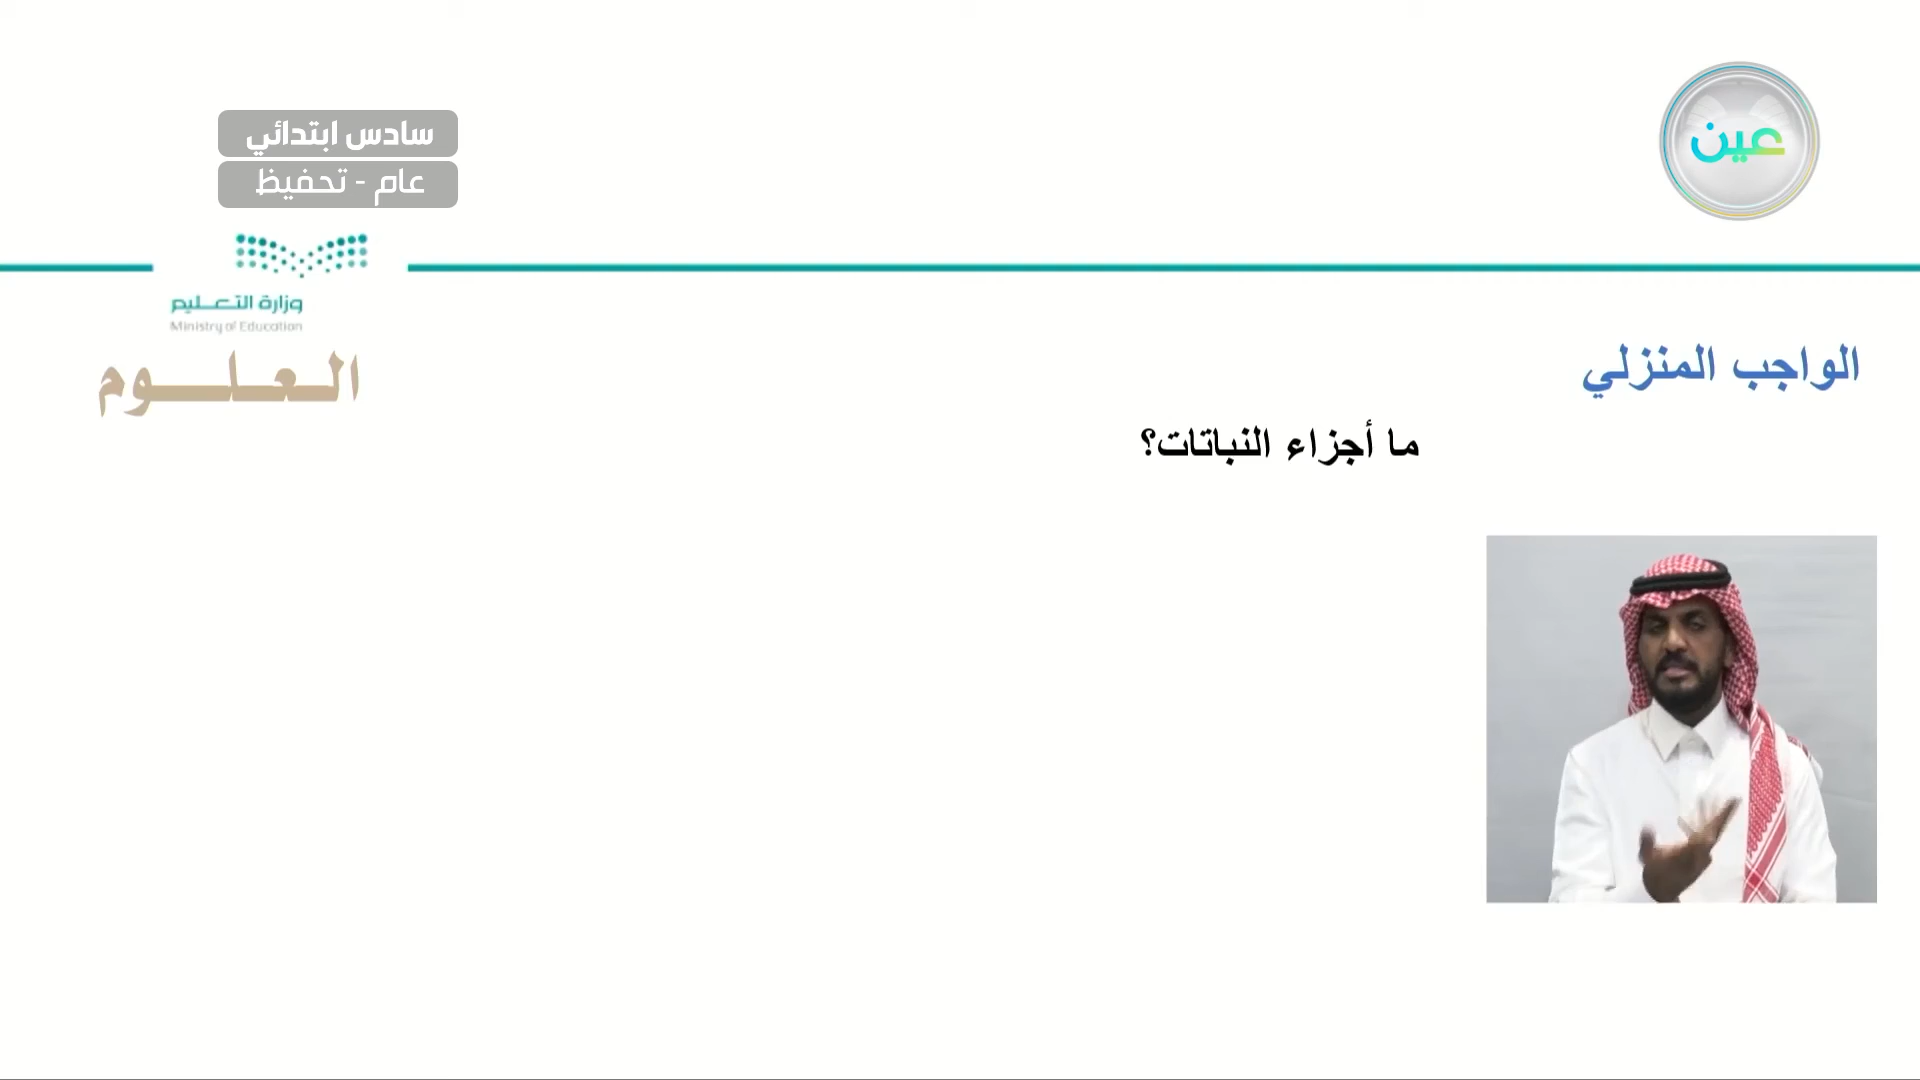 عين
سادس ابتدائي
عام - تحفيظ
وزارة التعليم
Ministry of Education
العلوم
الواجب المنزلي
ما أجزاء النباتات؟